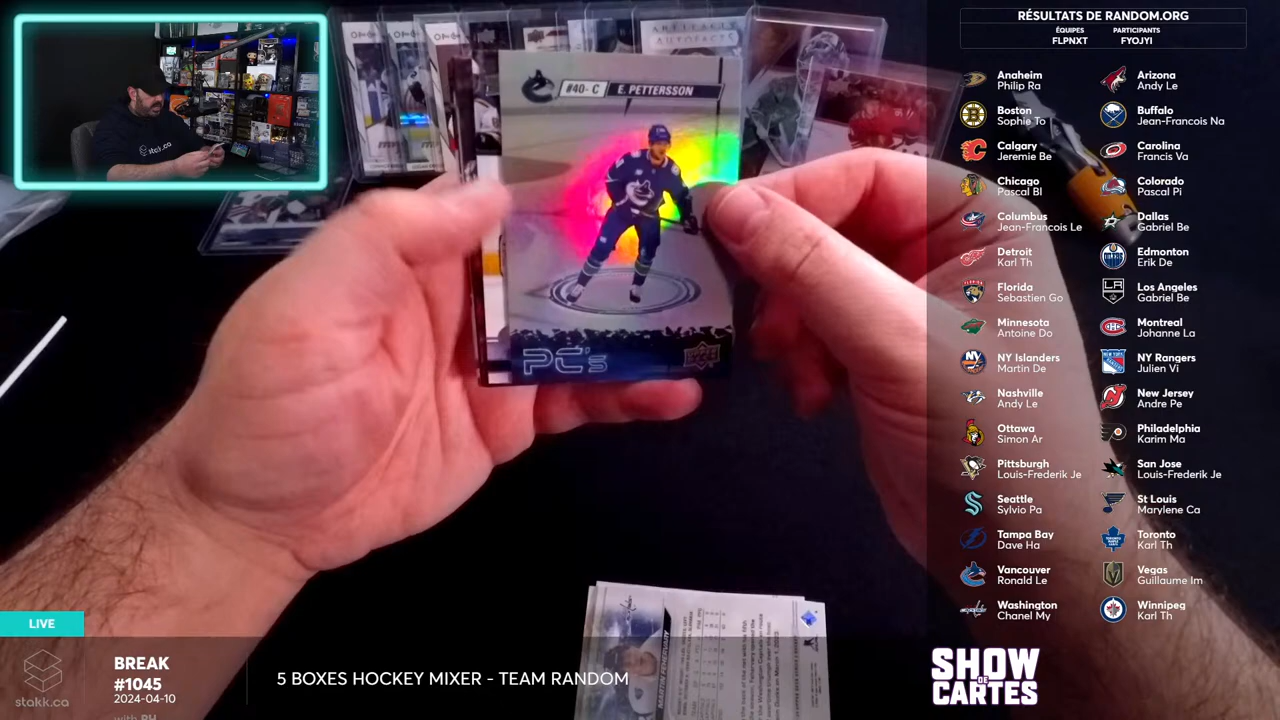 RÉSULTATS DE RANDOM.ORG
ÉQUIPES
FLPNXT
PARTICIPANTS
FYOJYI
Anaheim
Philip Ra
Arizona
Andy Le
Boston
Sophie To
Buffalo
Jean-Francois Na
Calgary
Jeremie Be
Carolina
Francis Va
Chicago
Pascal Bl
Colorado
Pascal Pi
Columbus
Jean-Francois Le
Dallas
Gabriel Be
Detroit
Karl Th
Edmonton
Erik De
Florida
Sebastien Go
Los Angeles
Gabriel Be
Minnesota
Antoine Do
Montreal
Johanne La
NY Islanders
Martin De
NY Rangers
Julien Vi
Nashville
Andy Le
New Jersey
Andre Pe
Ottawa
Simon Ar
Philadelphia
Karim Ma
Pittsburgh
Louis-Frederik Je
San Jose
Louis-Frederik Je
Seattle
Sylvio Pa
St Louis
Marylene Ca
Tampa Bay
Dave Ha
Toronto
Karl Th
Vancouver
Ronald Le
Vegas
Guillaume Im
Washington
Chanel My
Winnipeg
Karl Th
stakk.ca
ARTIFACTS
AUTOFACTS
#40- C E. PETTERSSON
PC's
LIVE
stakk.ca
BREAK
#1045
2024-04-10
5 BOXES HOCKEY MIXER - TEAM RANDOM
MARTIN FEHERVARY
SHOW
DE
CARTES